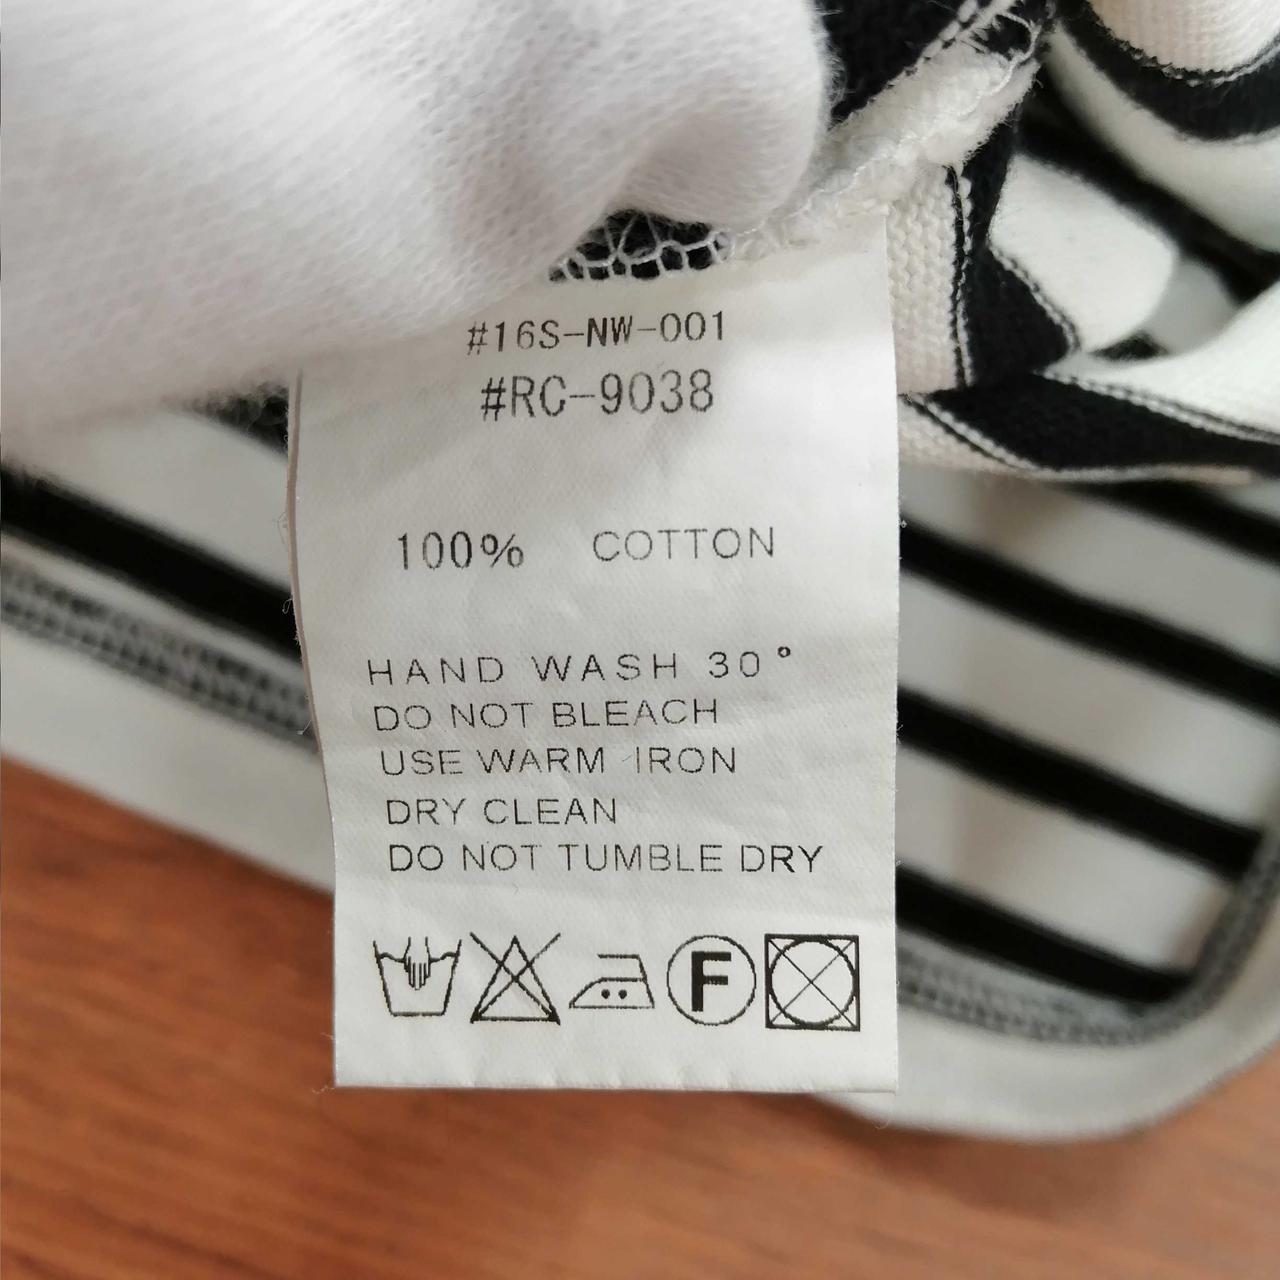 #16S-NW-001
#RC-9038
100% COTTON
HAND WASH 30°
DO NOT BLEACH
USE WARM IRON
DRY CLEAN
DO NOT TUMBLE DRY
F